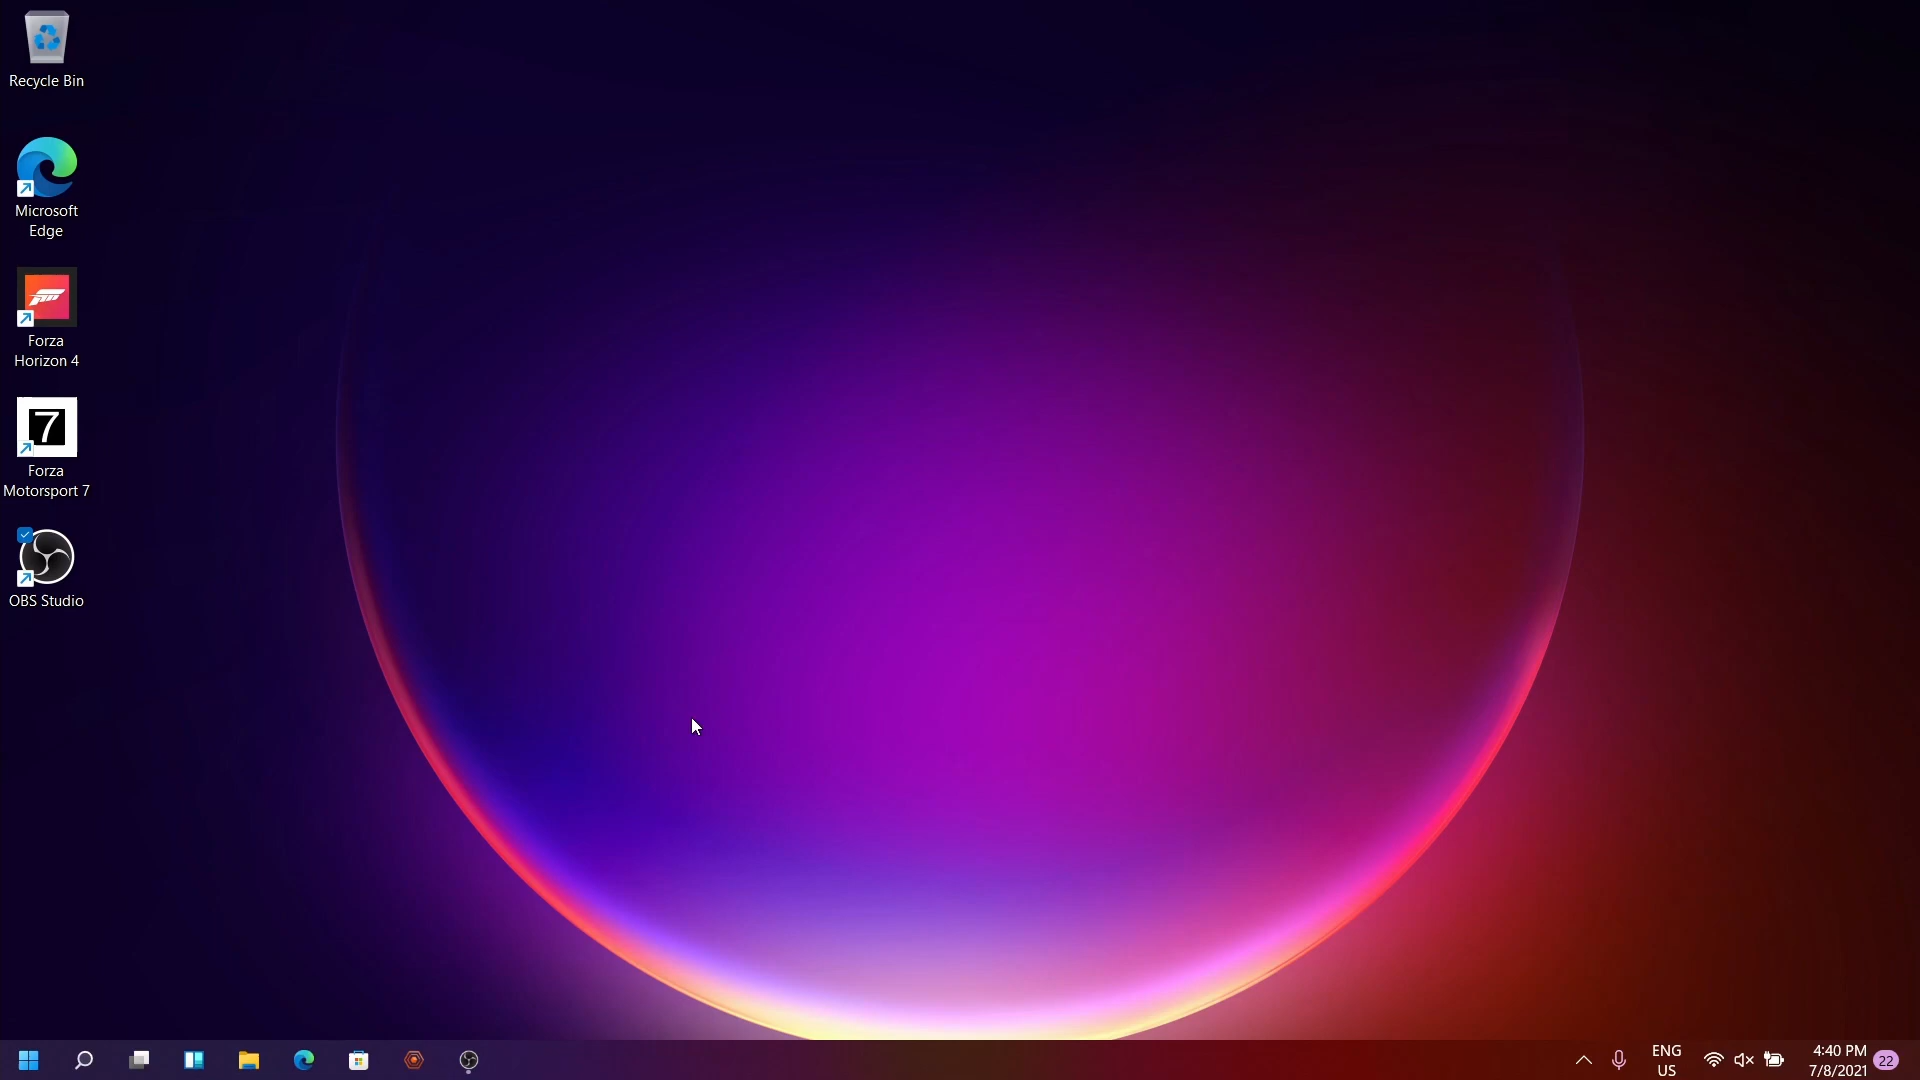 Recycle Bin
Microsoft
Edge
Forza
Horizon 4
7
Forza
Motorsport 7
OBS Studio
ENG
US
4:40 PM
7/8/2021
22